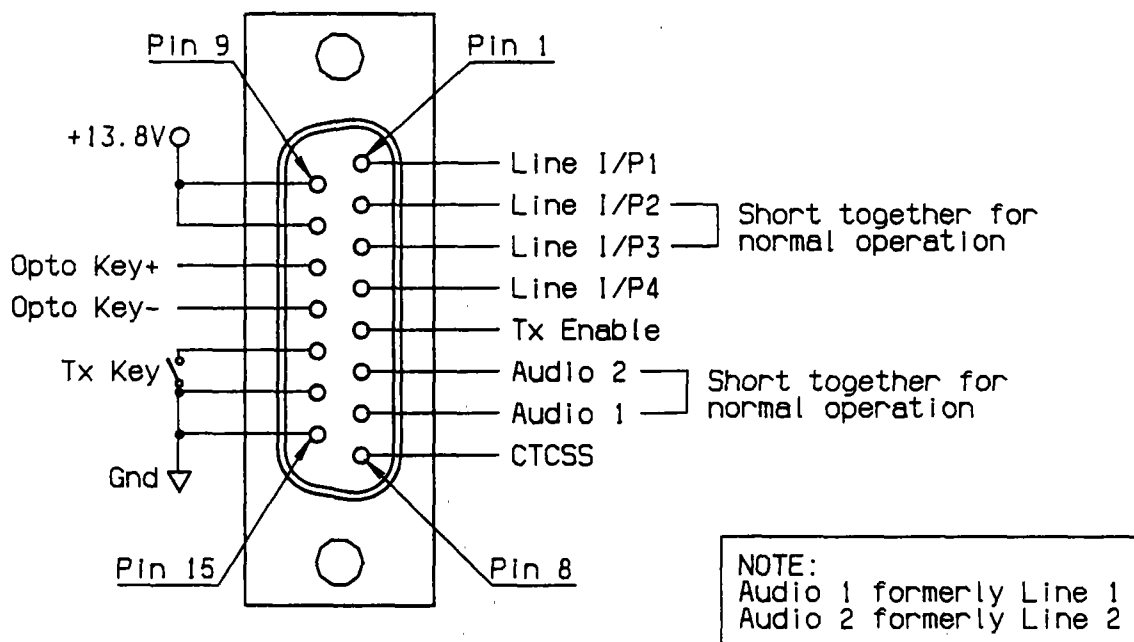 Pin 9
Pin 1
+13.8V
Line I/P1
Line I/P2
Line I/P3
Short together for
normal operation
Opto Key+
Line I/P4
Opto Key-
Tx Enable
Tx Key
Audio 2
Audio 1
Short together for
normal operation
CTCSS
Gnd
Pin 15
Pin 8
NOTE:
Audio 1 formerly Line 1
Audio 2 formerly Line 2